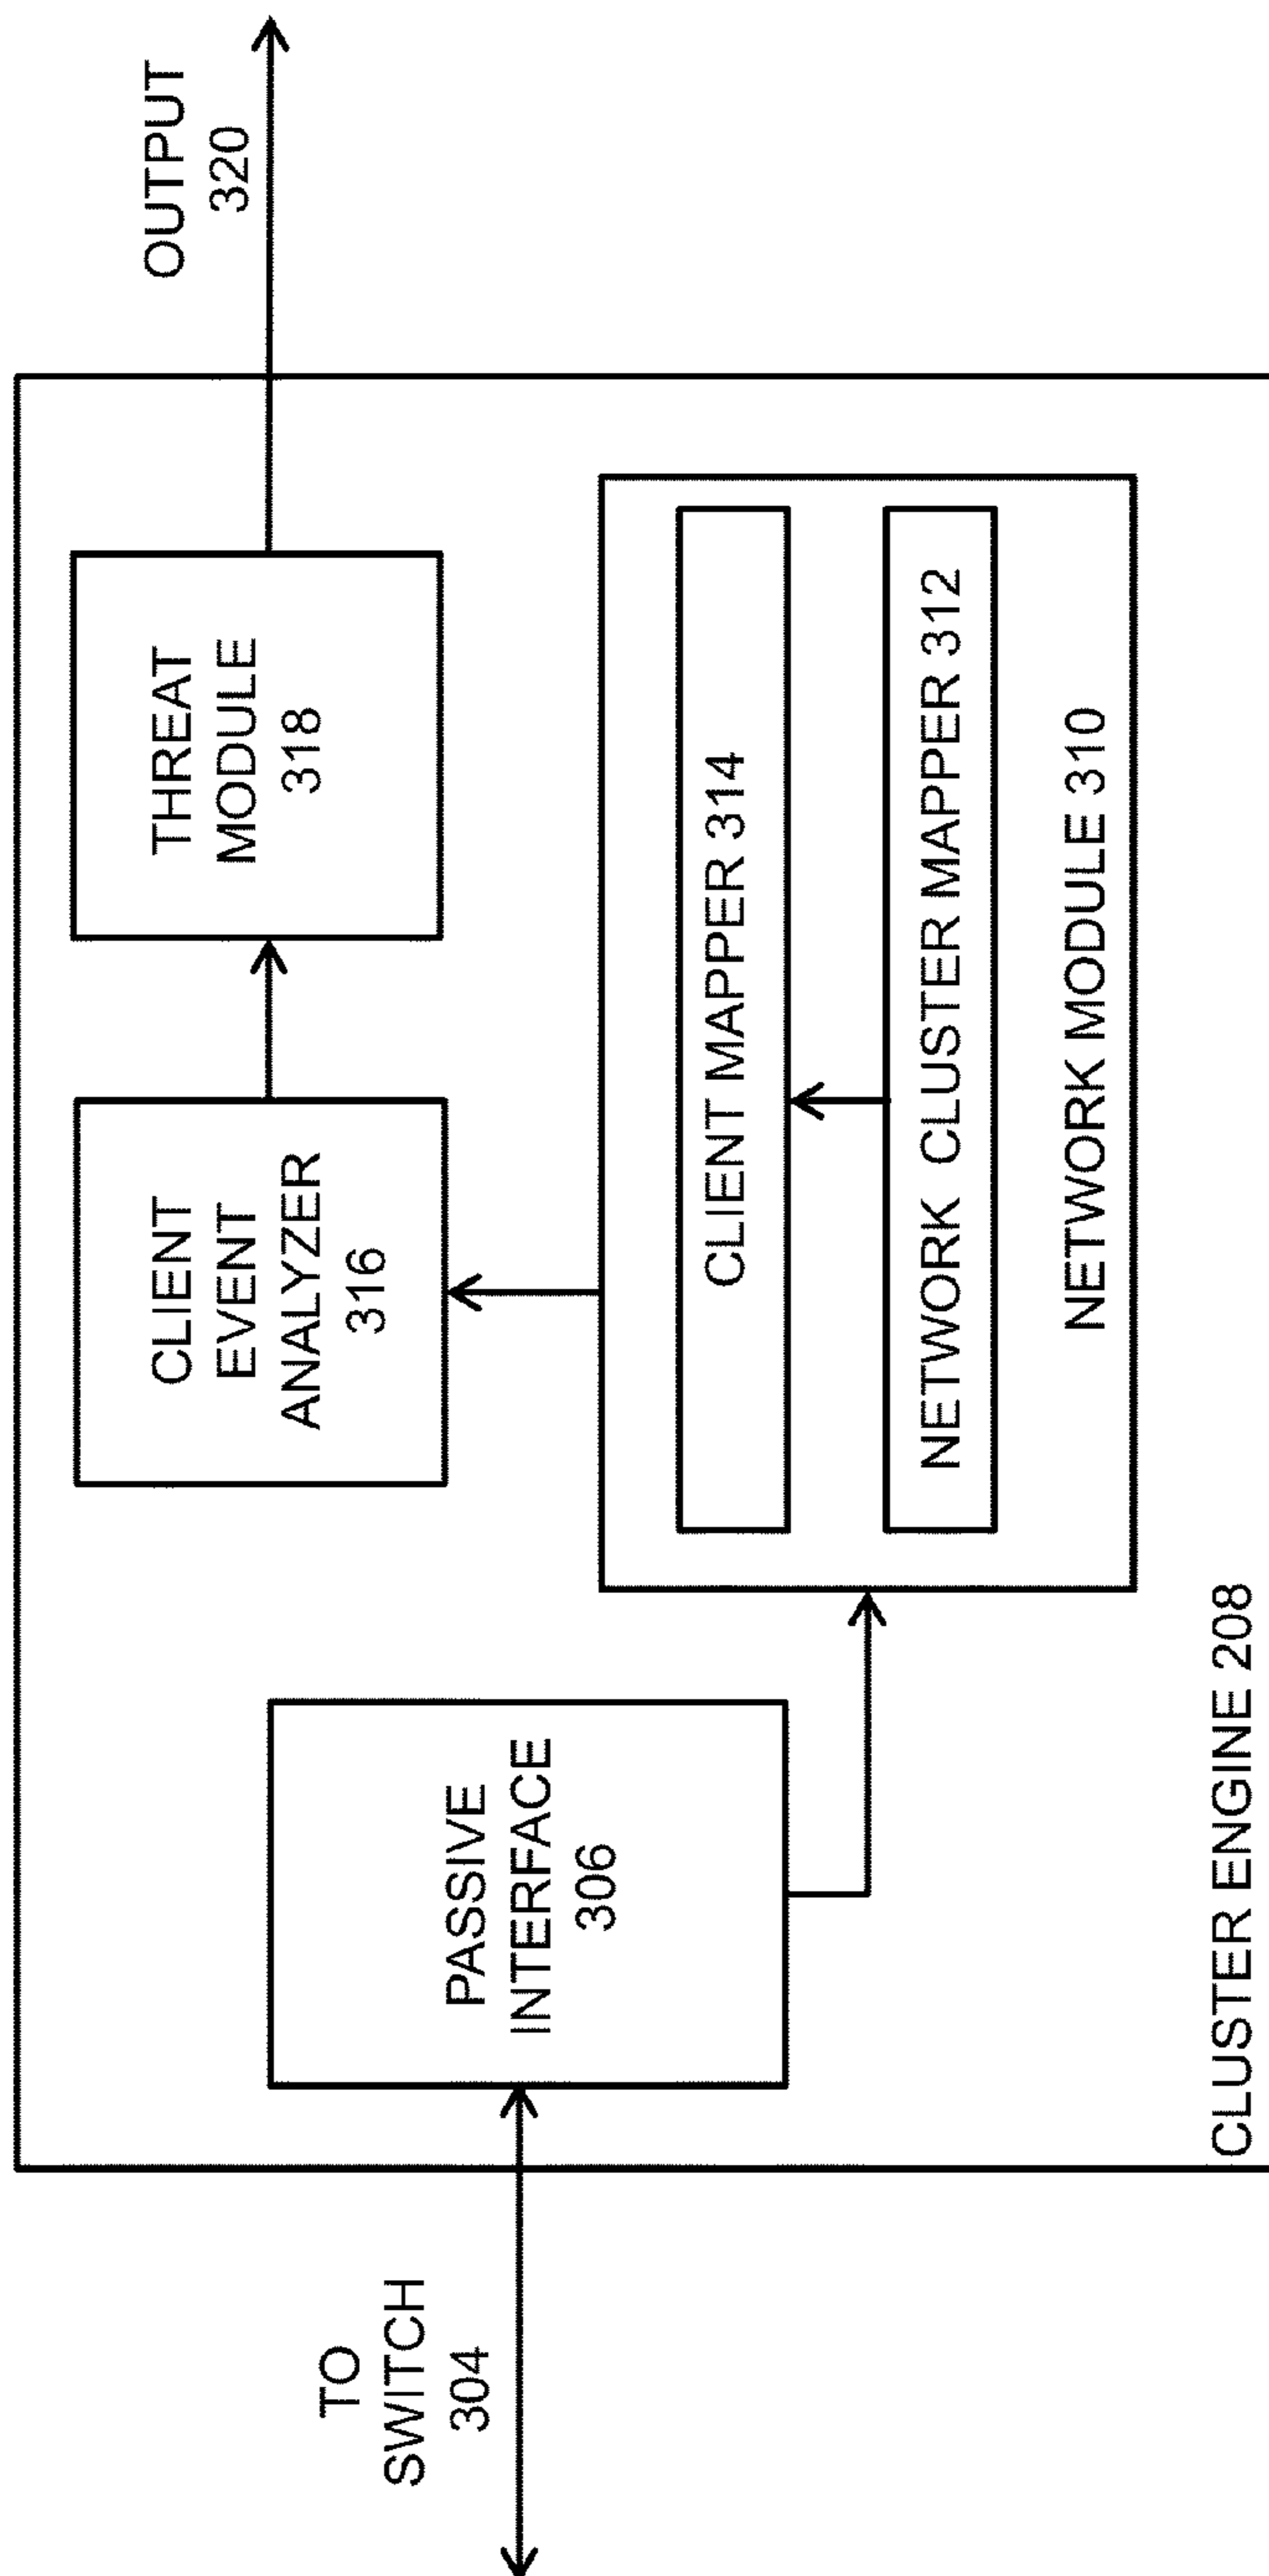 TO
SWITCH
304
PASSIVE
INTERFACE
306
CLIENT
EVENT
ANALYZER
316
THREAT
MODULE
318
OUTPUT
320
CLIENT MAPPER 314
NETWORK CLUSTER MAPPER 312
NETWORK MODULE 310
CLUSTER ENGINE 208